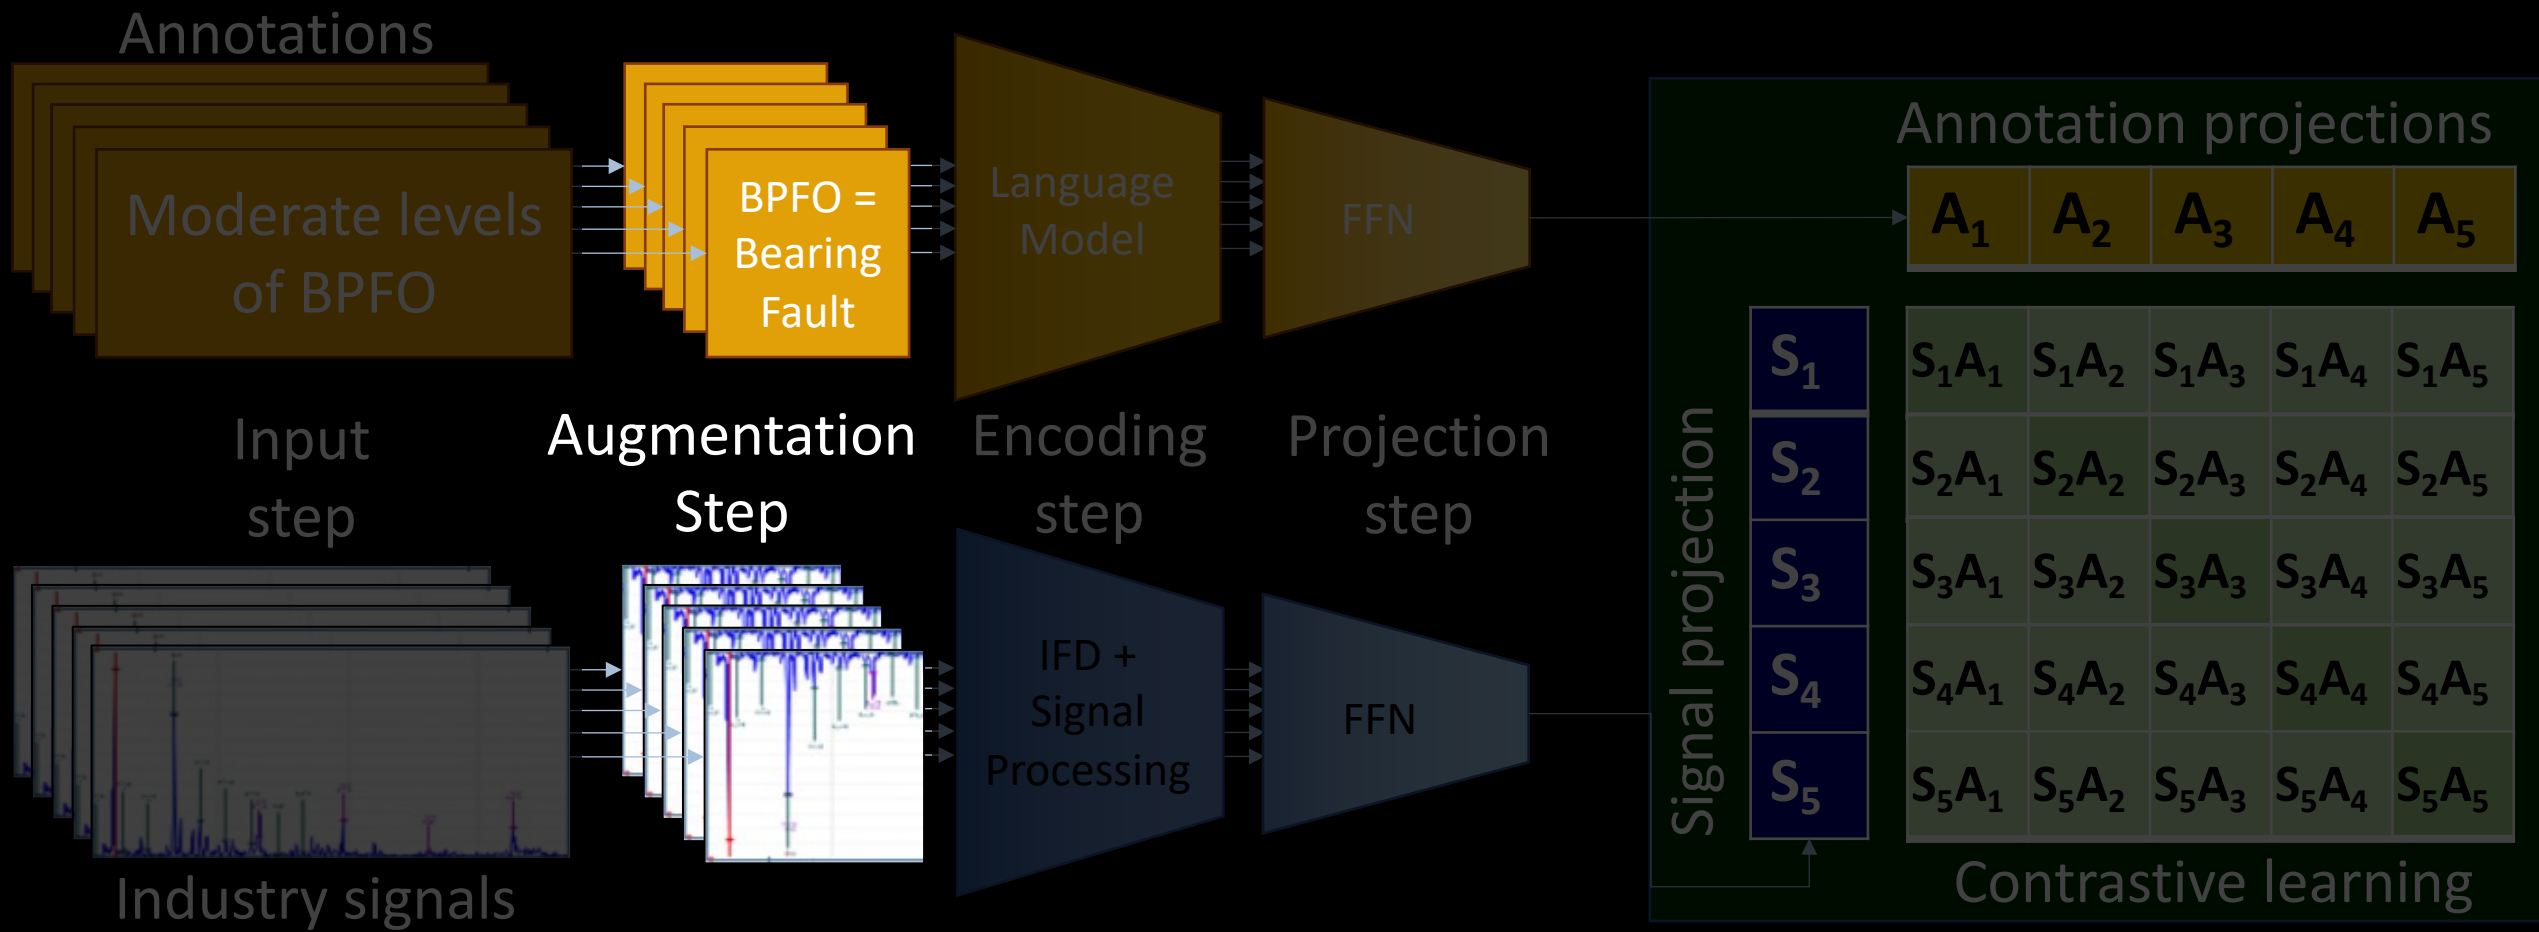 Annotations
Moderate levels
of BPFO
BPFO =
Bearing
Fault
Language
Model
FFN
Annotation projections
A₁ A₂ A₃ A₄ A₅
Input
step
Augmentation
Step
Encoding
step
Projection
step
Industry signals
IFD +
Signal
Processing
FFN
Signal projection
S₁
S₂
S₃
S₄
S₅
S₁A₁ S₁A₂ S₁A₃ S₁A₄ S₁A₅
S₂A₁ S₂A₂ S₂A₃ S₂A₄ S₂A₅
S₃A₁ S₃A₂ S₃A₃ S₃A₄ S₃A₅
S₄A₁ S₄A₂ S₄A₃ S₄A₄ S₄A₅
S₅A₁ S₅A₂ S₅A₃ S₅A₄ S₅A₅
Contrastive learning